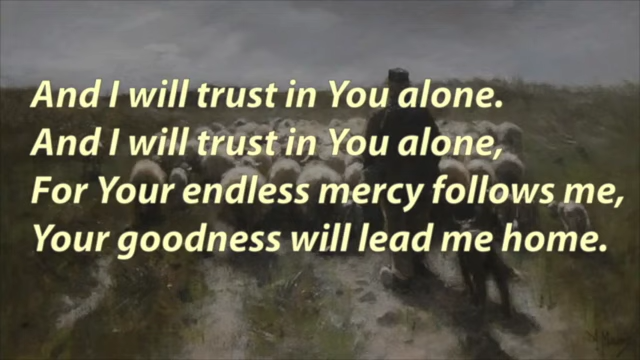 And I will trust in You alone.
And I will trust in You alone,
For Your endless mercy follows me,
Your goodness will lead me home.